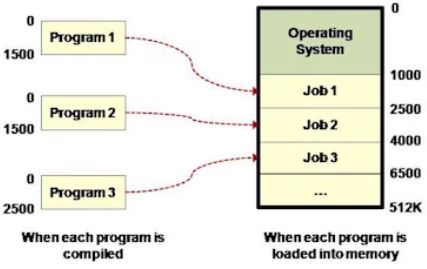 0
Program 1
1500
0
Program 2
1500
0
Program 3
2500
When each program is
compiled
0
Operating
System
1000
Job 1
2500
Job 2
4000
Job 3
6500
...
512K
When each program is
loaded into memory